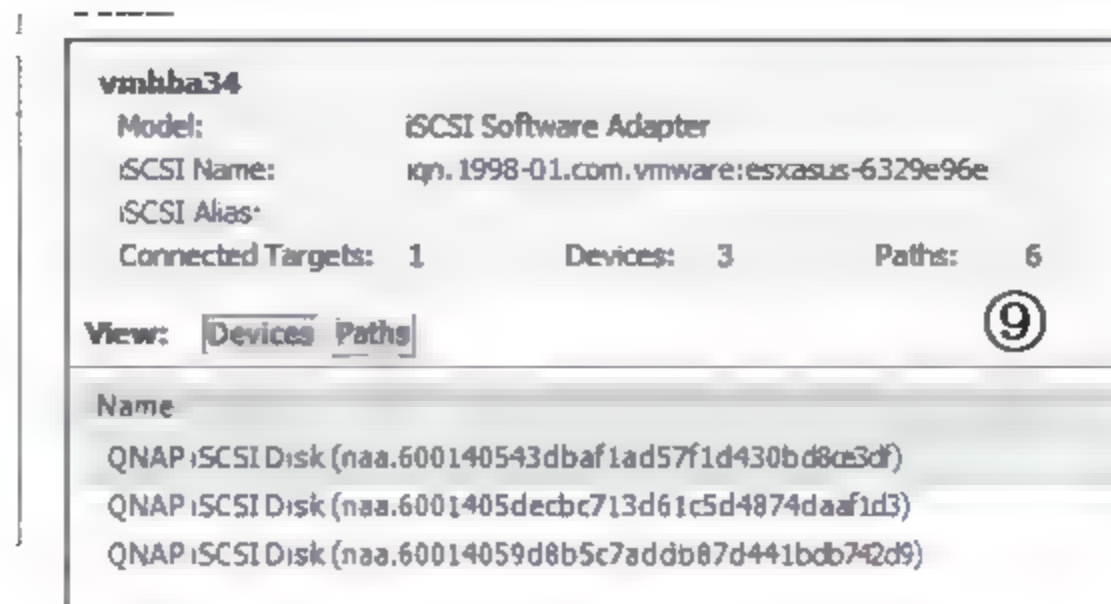 vmhba34
Model: iSCSI Software Adapter
iSCSI Name: iqn.1998-01.com.vmware:esxasus-6329e96e
iSCSI Alias:
Connected Targets: 1 Devices: 3 Paths: 6
⑨
View: Devices Paths
Name
QNAP iSCSI Disk (naa.600140543dbaf1ad57f1d430bd8ce3df)
QNAP iSCSI Disk (naa.6001405decbc713d61c5d4874daaf1d3)
QNAP iSCSI Disk (naa.60014059d8b5c7addb87d441bdb742d9)